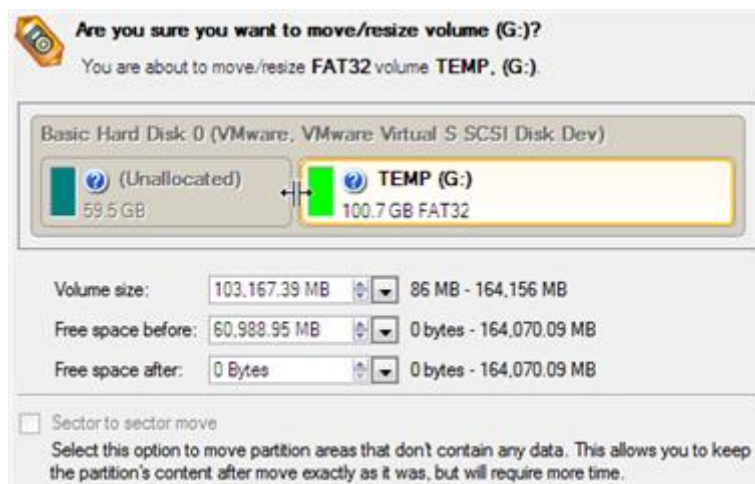 Are you sure you want to move/resize volume (G:)?
You are about to move/resize FAT32 volume TEMP, (G:).
Basic Hard Disk 0 (VMware, VMware Virtual S SCSI Disk Dev)
(Unallocated)
59.5 GB
TEMP (G:)
100.7 GB FAT32
Volume size: 103,167.39 MB 86 MB - 164,156 MB
Free space before: 60,988.95 MB 0 bytes - 164,070.09 MB
Free space after: 0 Bytes 0 bytes - 164,070.09 MB
Sector to sector move
Select this option to move partition areas that don't contain any data. This allows you to keep
the partition's content after move exactly as it was, but will require more time.